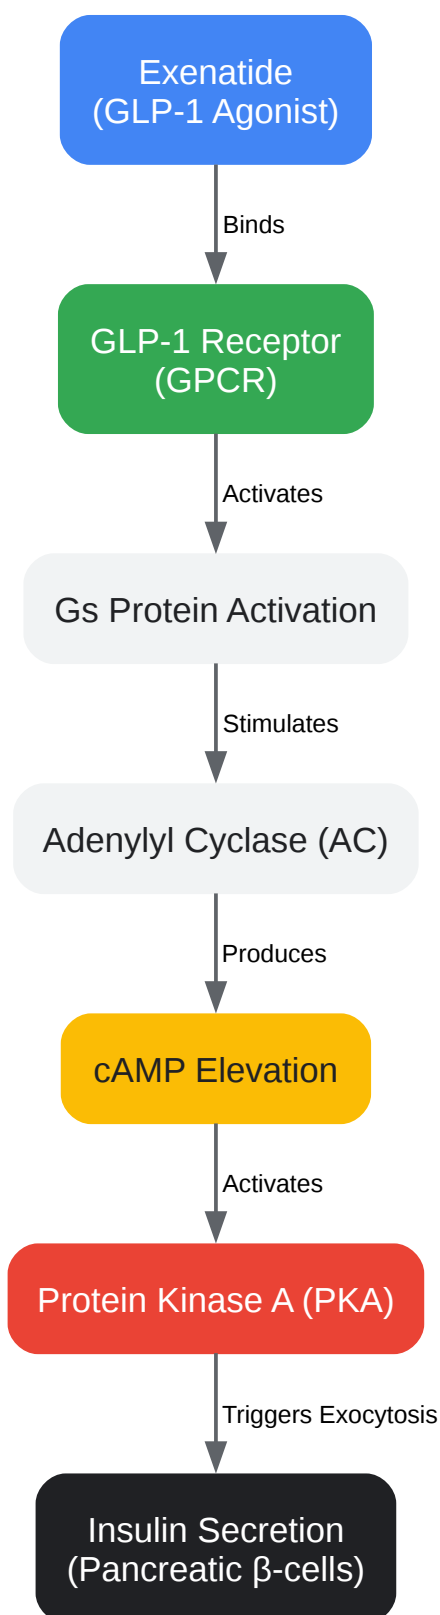 Exenatide
(GLP-1 Agonist)
Binds
GLP-1 Receptor
(GPCR)
Activates
Gs Protein Activation
Stimulates
Adenylyl Cyclase (AC)
Produces
cAMP Elevation
Activates
Protein Kinase A (PKA)
Triggers Exocytosis
Insulin Secretion
(Pancreatic β-cells)